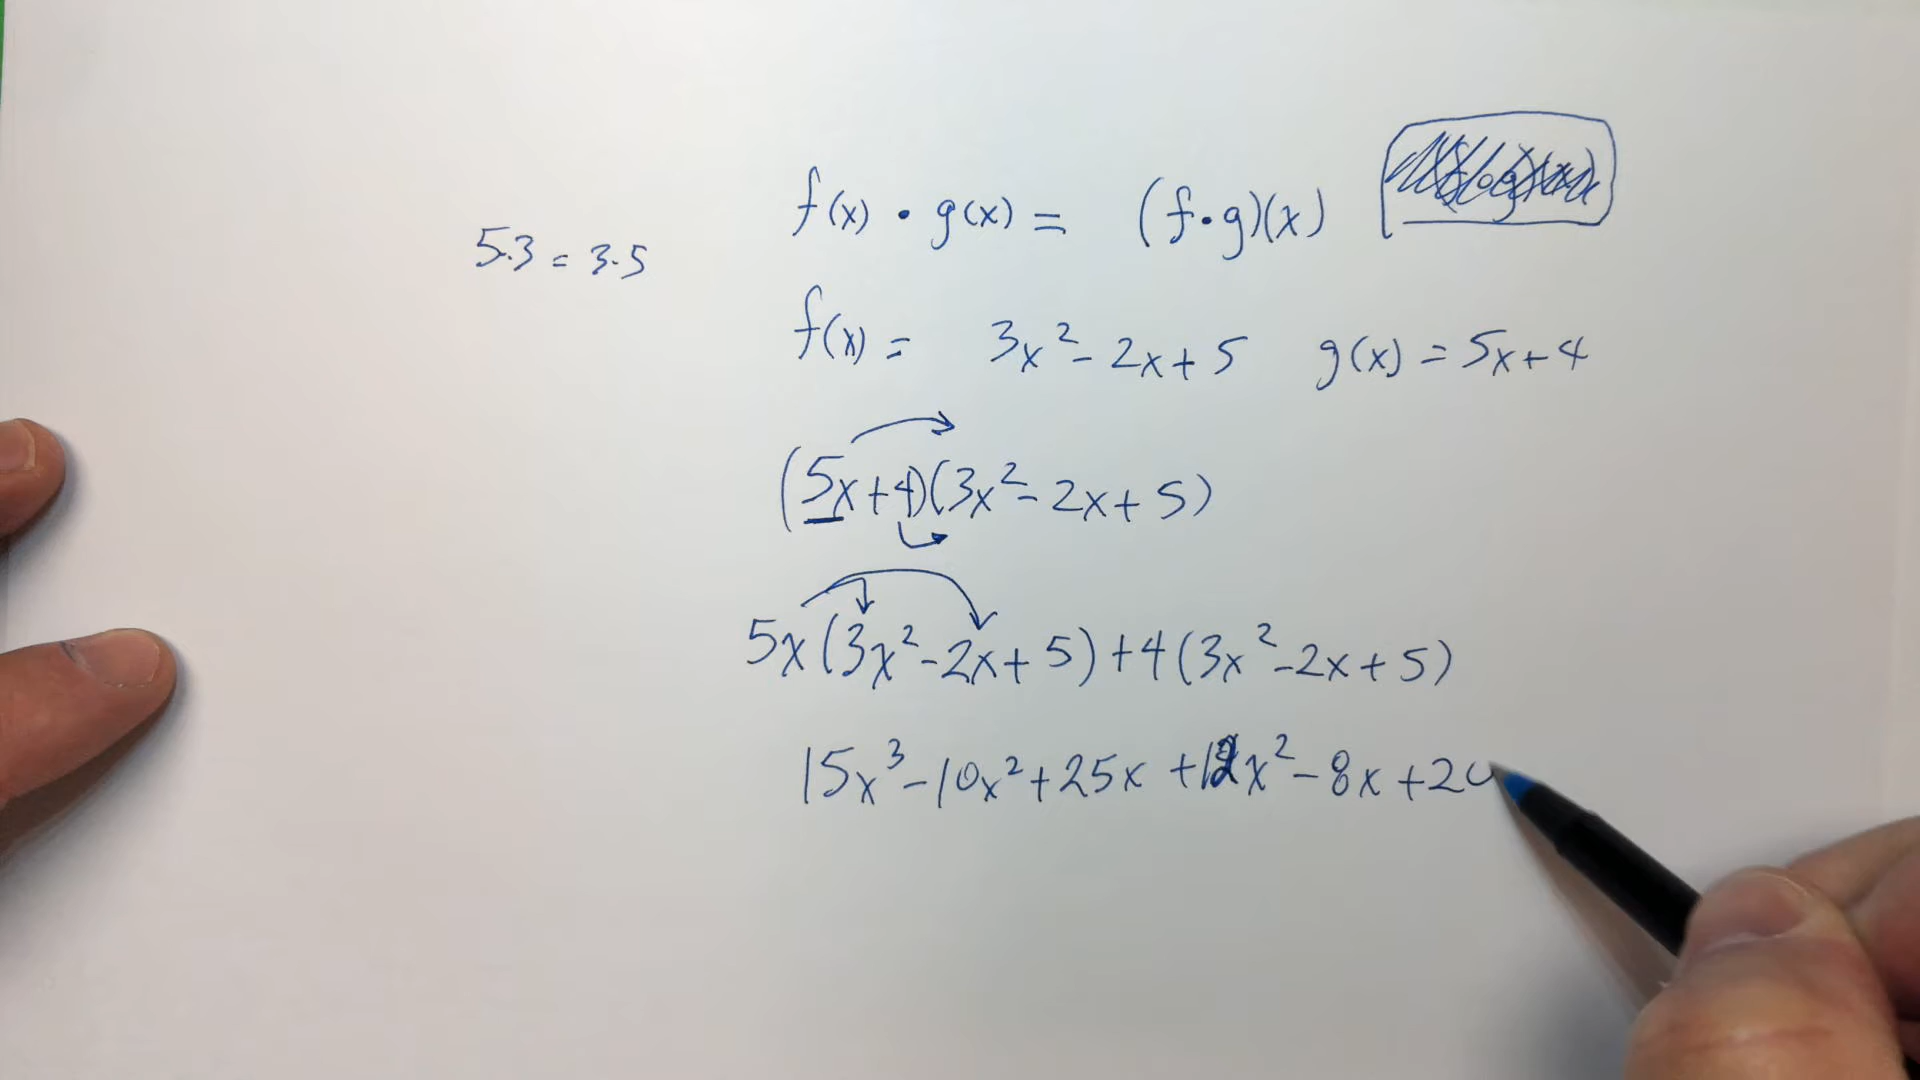 f(x) · g(x) = (f·g)(x)
5·3 = 3·5
f(x) = 3x² - 2x + 5 g(x) = 5x + 4
(5x + 4)(3x² - 2x + 5)
5x(3x² - 2x + 5) + 4(3x² - 2x + 5)
15x³ - 10x² + 25x + 12x² - 8x + 20